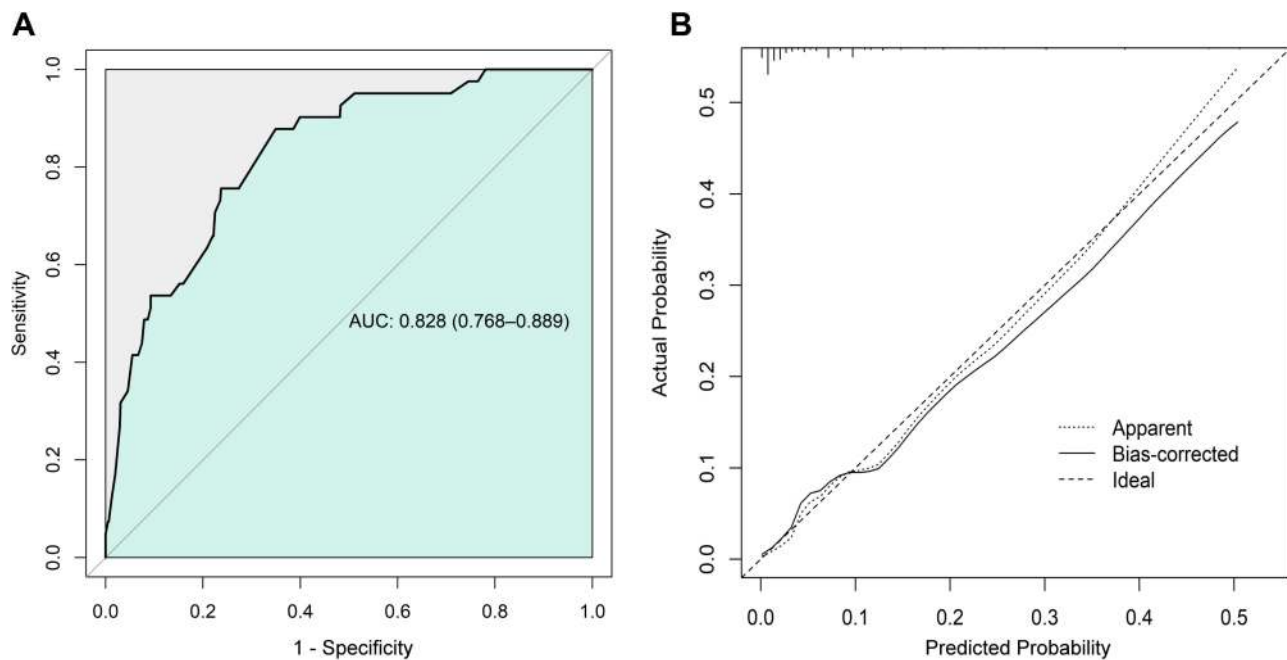 A
Sensitivity
1.0
0.8
0.6
0.4
0.2
0.0
AUC: 0.828 (0.768–0.889)
0.0 0.2 0.4 0.6 0.8 1.0
1 - Specificity
B
Actual Probability
0.5
0.4
0.3
0.2
0.1
0.0
Apparent
Bias-corrected
Ideal
0.0 0.1 0.2 0.3 0.4 0.5
Predicted Probability